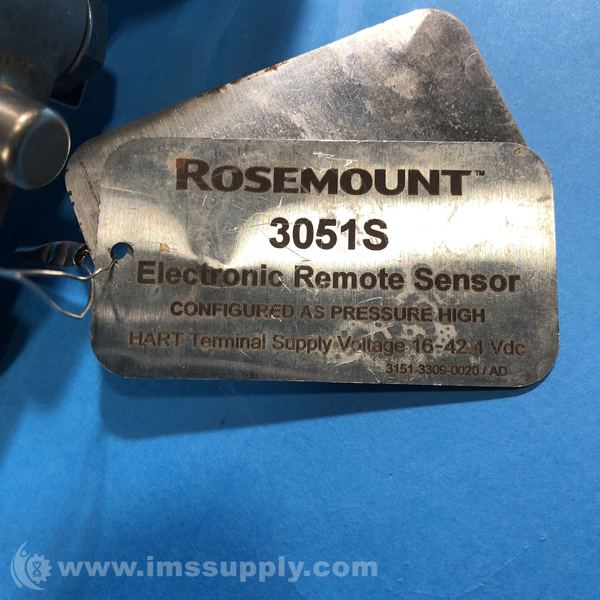 ROSEMOUNT™
3051S
Electronic Remote Sensor
CONFIGURED AS PRESSURE HIGH
HART Terminal Supply Voltage 16-42.4 Vdc
3151-3309-0020 / AD
www.imssupply.com